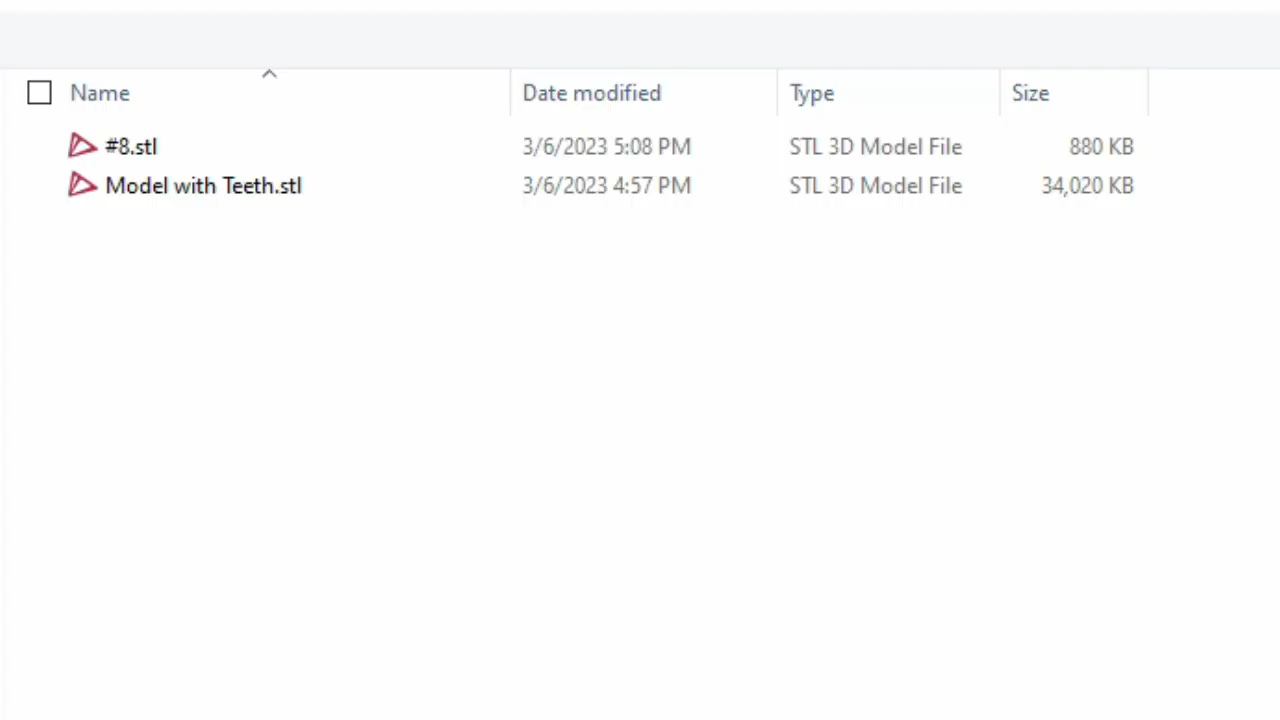 Name Date modified Type Size
#8.stl 3/6/2023 5:08 PM STL 3D Model File 880 KB
Model with Teeth.stl 3/6/2023 4:57 PM STL 3D Model File 34,020 KB